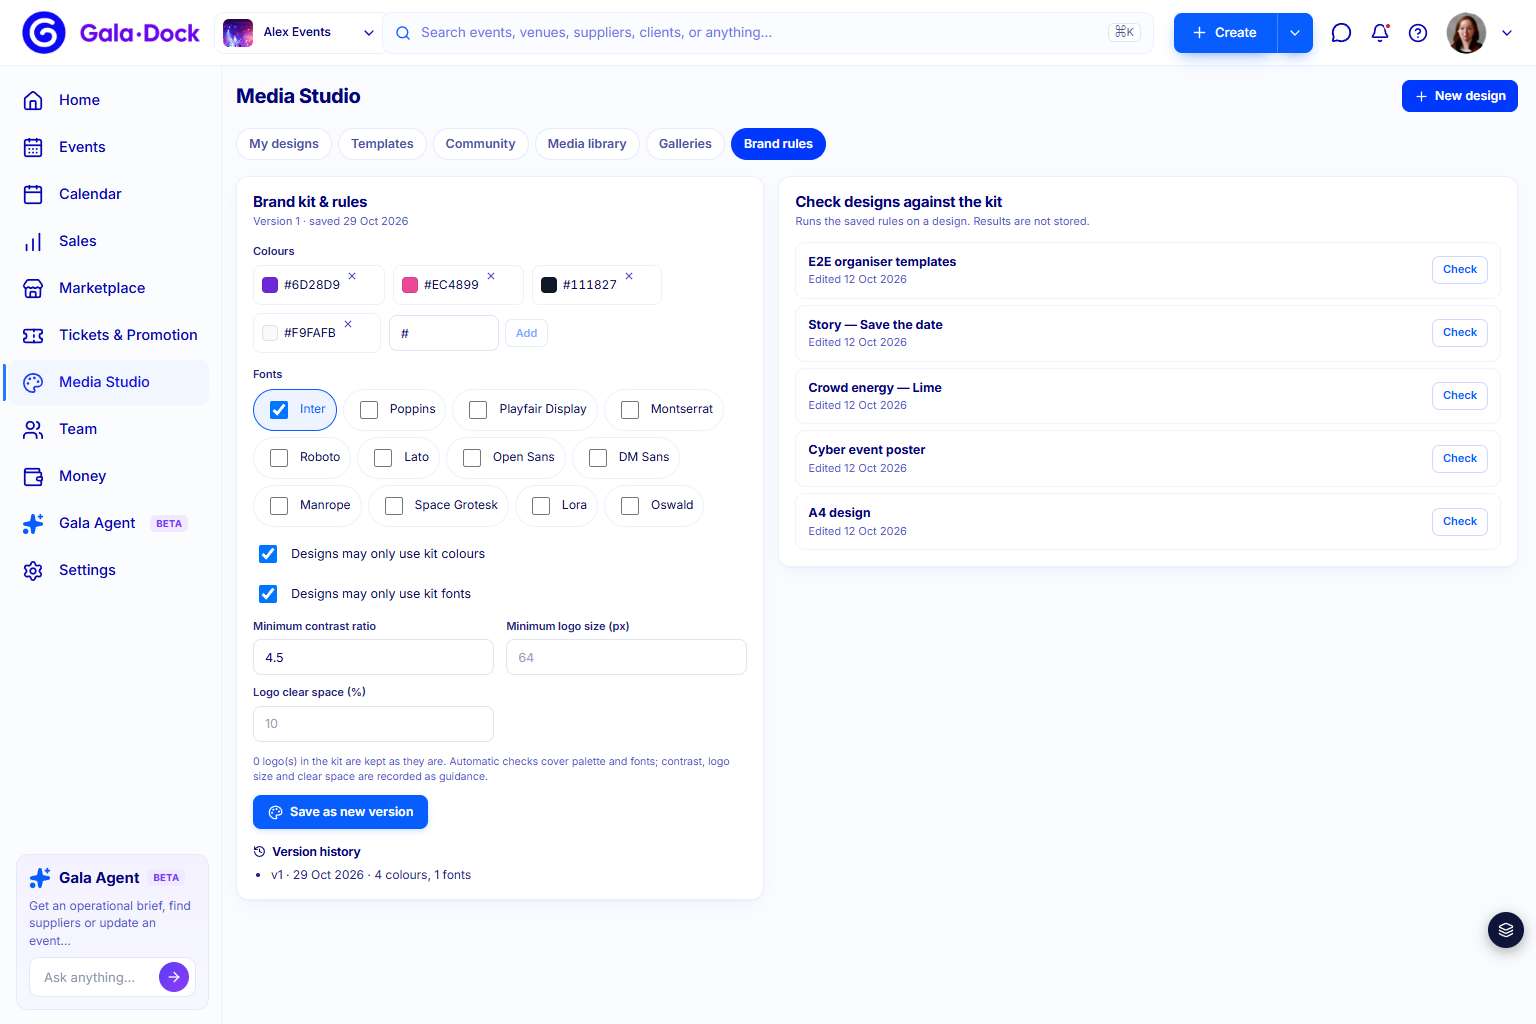 Gala·Dock
Alex Events
Search events, venues, suppliers, clients, or anything...
⌘K
+ Create
Home
Events
Calendar
Sales
Marketplace
Tickets & Promotion
Media Studio
Team
Money
Gala Agent BETA
Settings
Gala Agent BETA
Get an operational brief, find
suppliers or update an
event...
Ask anything...
Media Studio
+ New design
My designs
Templates
Community
Media library
Galleries
Brand rules
Brand kit & rules
Version 1 · saved 29 Oct 2026
Colours
#6D28D9 ×
#EC4899 ×
#111827 ×
#F9FAFB ×
#
Add
Fonts
Inter
Poppins
Playfair Display
Montserrat
Roboto
Lato
Open Sans
DM Sans
Manrope
Space Grotesk
Lora
Oswald
Designs may only use kit colours
Designs may only use kit fonts
Minimum contrast ratio
4.5
Minimum logo size (px)
64
Logo clear space (%)
10
0 logo(s) in the kit are kept as they are. Automatic checks cover palette and fonts; contrast, logo
size and clear space are recorded as guidance.
Save as new version
Version history
• v1 · 29 Oct 2026 · 4 colours, 1 fonts
Check designs against the kit
Runs the saved rules on a design. Results are not stored.
E2E organiser templates
Edited 12 Oct 2026
Check
Story — Save the date
Edited 12 Oct 2026
Check
Crowd energy — Lime
Edited 12 Oct 2026
Check
Cyber event poster
Edited 12 Oct 2026
Check
A4 design
Edited 12 Oct 2026
Check